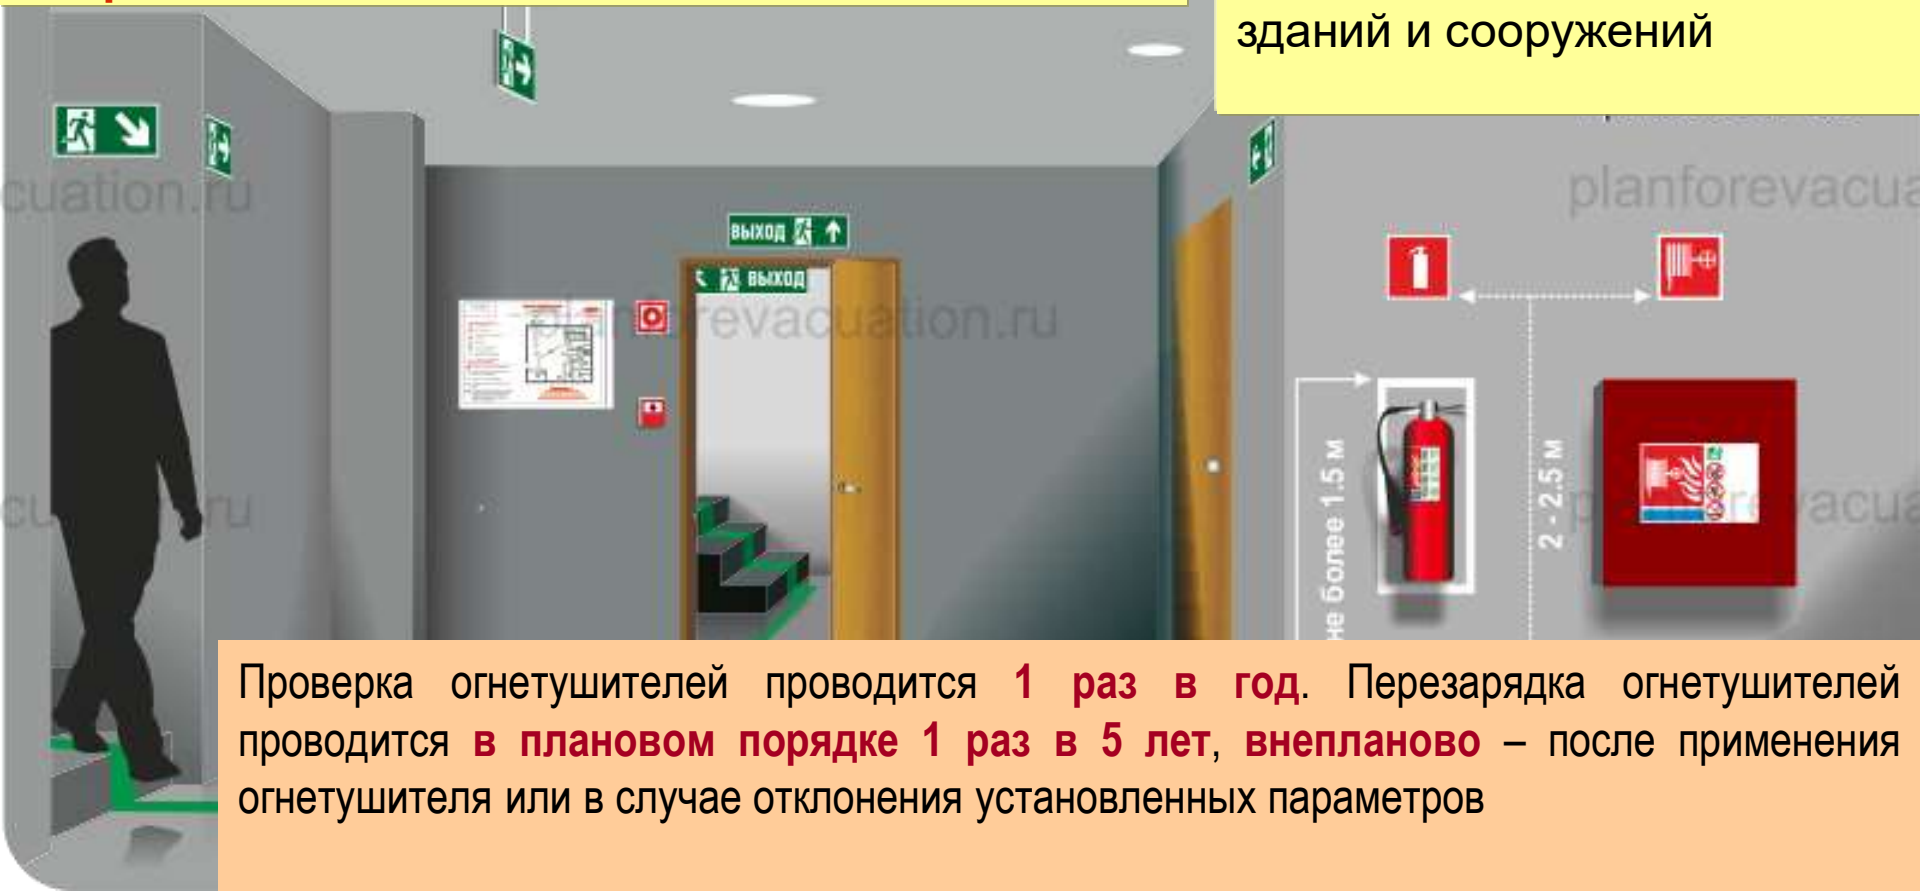 зданий и сооружений
cuation.ru
planforevacua
ВЫХОД
ВЫХОД
planforevacuation.ru
не более 1.5 м
2 - 2.5 м
cuation.ru
Проверка огнетушителей проводится 1 раз в год. Перезарядка огнетушителей
проводится в плановом порядке 1 раз в 5 лет, внепланово – после применения
огнетушителя или в случае отклонения установленных параметров